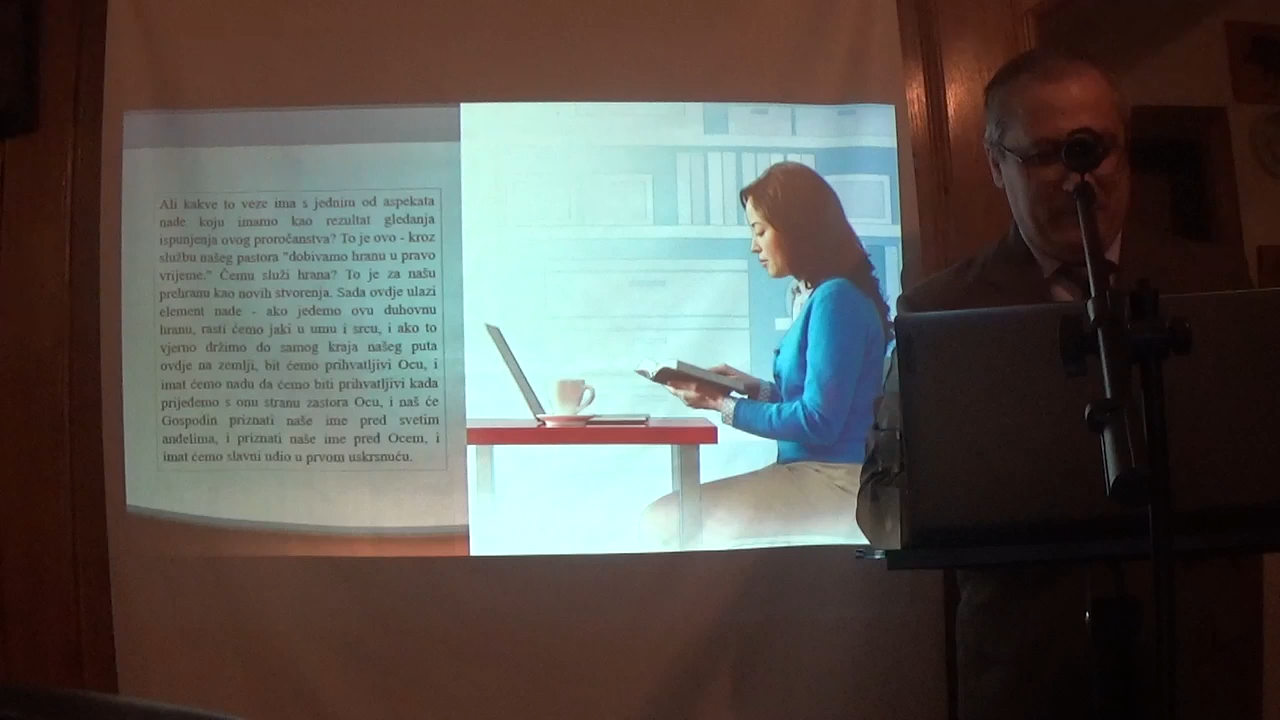 Ali kakve to veze ima s jednim od aspekata
nade koju imamo kao rezultat gledanja
ispunjenja ovog proročanstva? To je ovo - kroz
službu našeg pastora "dobivamo hranu u pravo
vrijeme." Čemu služi hrana? To je za našu
prehranu kao novih stvorenja. Sada ovdje ulazi
element nade - ako jedemo ovu duhovnu
hranu, rasti ćemo jaki u umu i srcu, i ako to
vjerno držimo do samog kraja našeg puta
ovdje na zemlji, bit ćemo prihvatljivi Ocu, i
imat ćemo nadu da ćemo biti prihvatljivi kada
prijeđemo s onu stranu zastora Ocu, i naš će
Gospodin priznati naše ime pred svetim
anđelima, i priznati naše ime pred Ocem, i
imat ćemo slavni udio u prvom uskrsnuću.